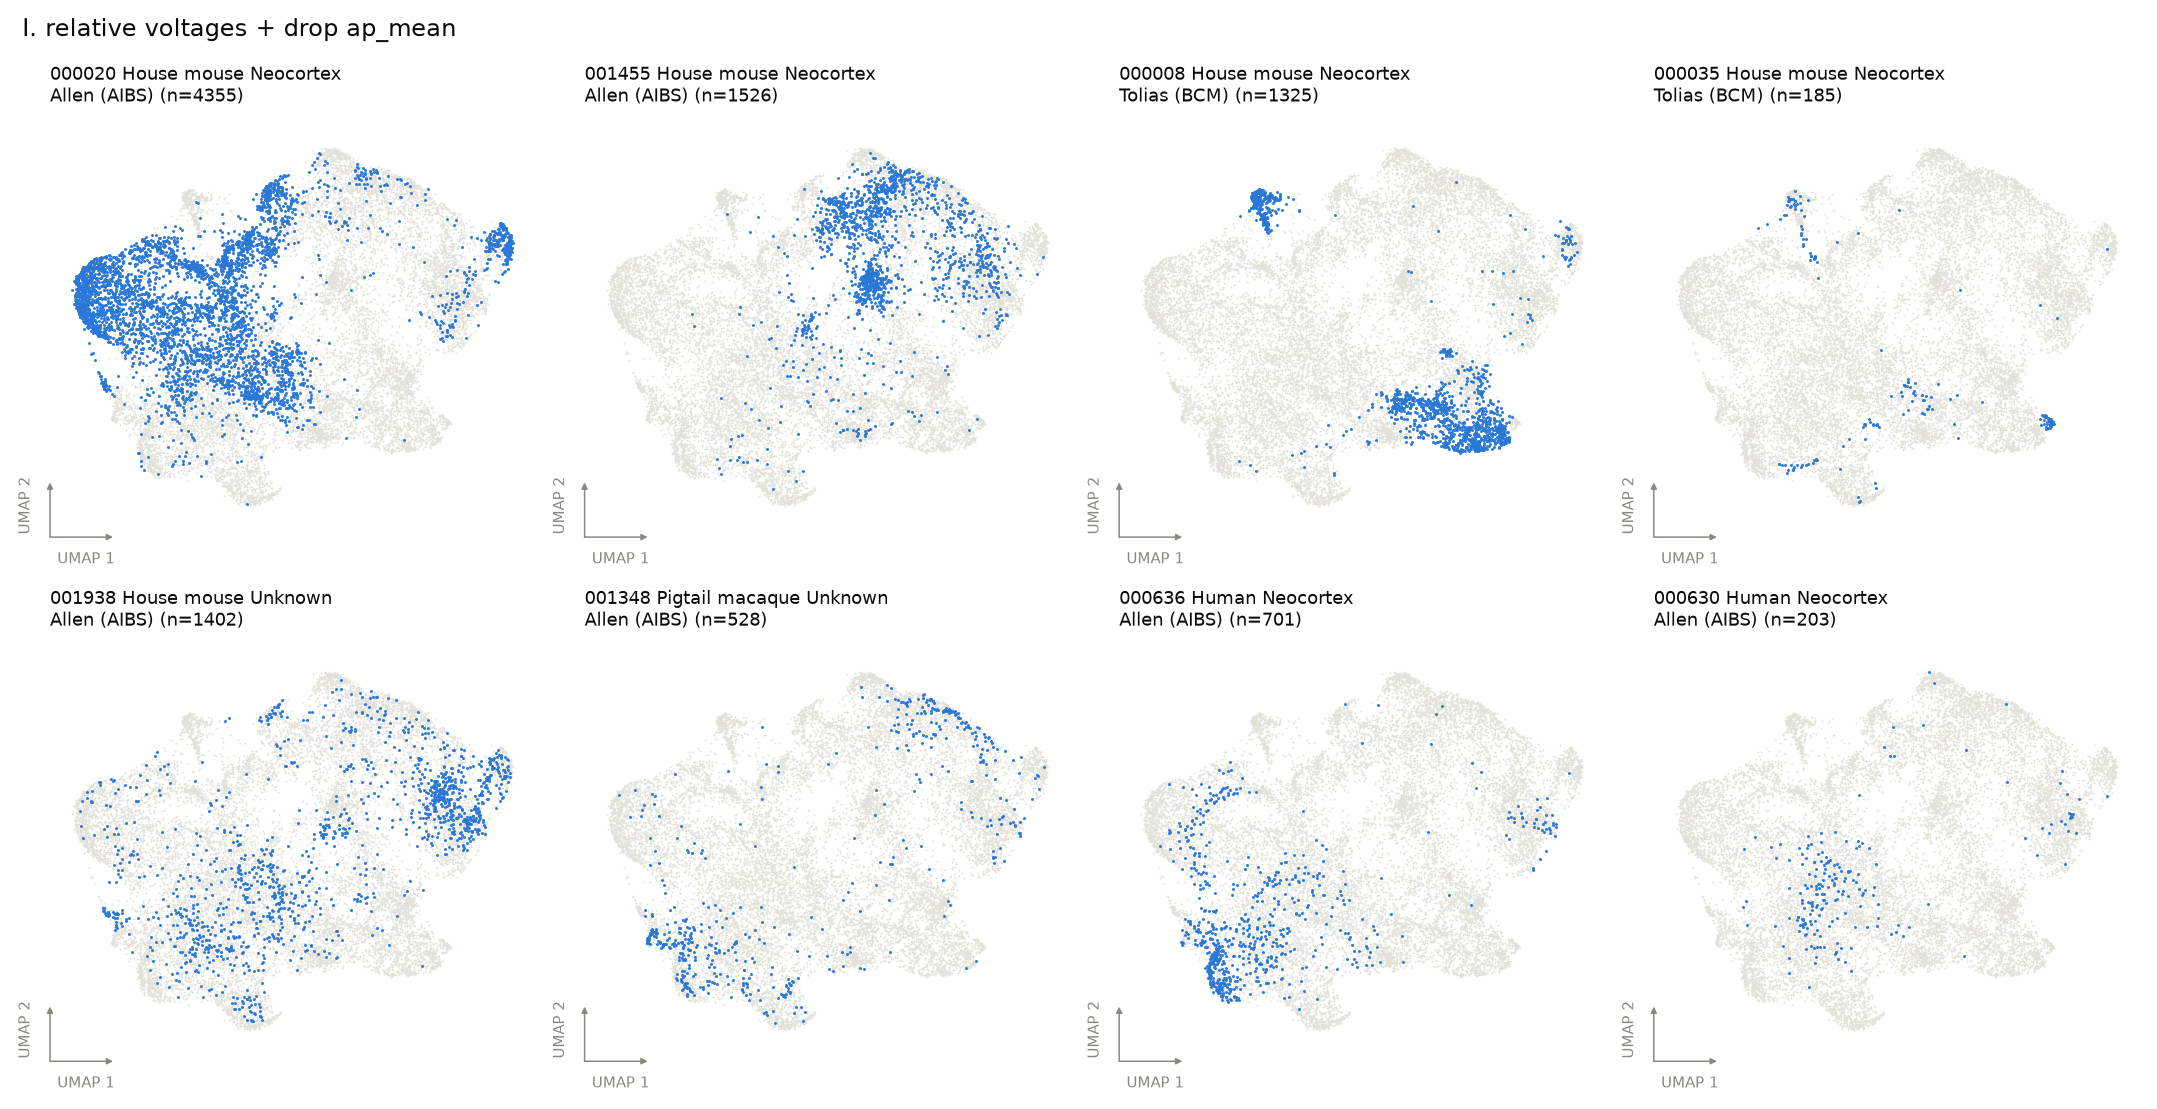 I. relative voltages + drop ap_mean
000020 House mouse Neocortex
Allen (AIBS) (n=4355)
001455 House mouse Neocortex
Allen (AIBS) (n=1526)
000008 House mouse Neocortex
Tolias (BCM) (n=1325)
000035 House mouse Neocortex
Tolias (BCM) (n=185)
UMAP 2
UMAP 1
UMAP 2
UMAP 1
UMAP 2
UMAP 1
UMAP 2
UMAP 1
001938 House mouse Unknown
Allen (AIBS) (n=1402)
001348 Pigtail macaque Unknown
Allen (AIBS) (n=528)
000636 Human Neocortex
Allen (AIBS) (n=701)
000630 Human Neocortex
Allen (AIBS) (n=203)
UMAP 2
UMAP 1
UMAP 2
UMAP 1
UMAP 2
UMAP 1
UMAP 2
UMAP 1